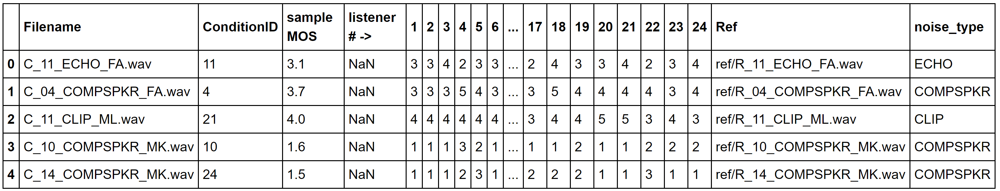 Filename ConditionID sample MOS listener # -> 1 2 3 4 5 6 ... 17 18 19 20 21 22 23 24 Ref noise_type
0 C_11_ECHO_FA.wav 11 3.1 NaN 3 3 4 2 3 3 ... 2 4 3 3 4 2 3 4 ref/R_11_ECHO_FA.wav ECHO
1 C_04_COMPSPKR_FA.wav 4 3.7 NaN 3 3 3 5 4 3 ... 3 5 4 4 4 4 3 4 ref/R_04_COMPSPKR_FA.wav COMPSPKR
2 C_11_CLIP_ML.wav 21 4.0 NaN 4 4 4 4 4 4 ... 3 4 4 5 5 3 4 3 ref/R_11_CLIP_ML.wav CLIP
3 C_10_COMPSPKR_MK.wav 10 1.6 NaN 1 1 1 3 2 1 ... 1 1 2 1 1 2 2 2 ref/R_10_COMPSPKR_MK.wav COMPSPKR
4 C_14_COMPSPKR_MK.wav 24 1.5 NaN 1 1 1 2 3 1 ... 2 2 2 1 1 3 1 1 ref/R_14_COMPSPKR_MK.wav COMPSPKR